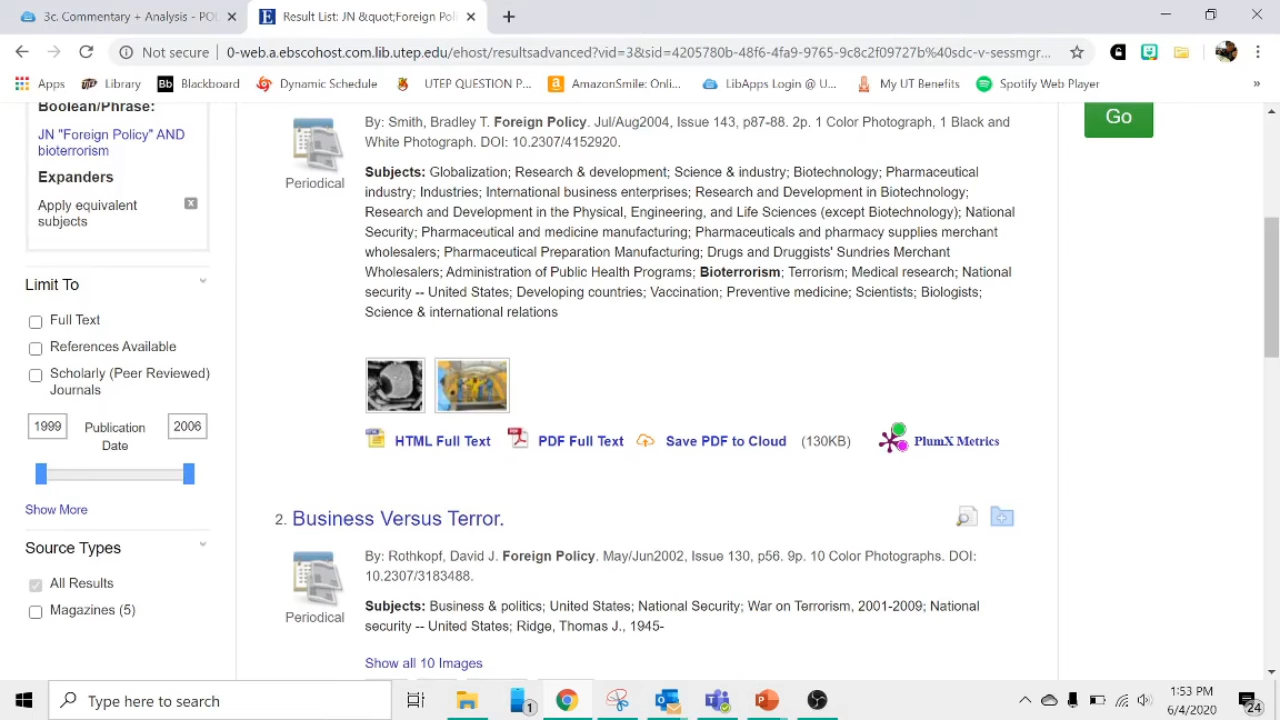 3c. Commentary + Analysis - POL
Result List: JN &quot;Foreign Poli
Not secure | 0-web.a.ebscohost.com.lib.utep.edu/ehost/resultsadvanced?vid=3&sid=4205780b-48f6-4fa9-9765-9c8c2f09727b%40sdc-v-sessmgr...
Apps Library Bb Blackboard Dynamic Schedule UTEP QUESTION P... AmazonSmile: Onli... LibApps Login @ U... My UT Benefits Spotify Web Player »
Boolean/Phrase:
JN "Foreign Policy" AND
bioterrorism
Expanders
Apply equivalent
subjects
Limit To
Full Text
References Available
Scholarly (Peer Reviewed)
Journals
1999 Publication 2006
Date
Show More
Source Types
All Results
Magazines (5)
Periodical
By: Smith, Bradley T. Foreign Policy. Jul/Aug2004, Issue 143, p87-88. 2p. 1 Color Photograph, 1 Black and
White Photograph. DOI: 10.2307/4152920.
Subjects: Globalization; Research & development; Science & industry; Biotechnology; Pharmaceutical
industry; Industries; International business enterprises; Research and Development in Biotechnology;
Research and Development in the Physical, Engineering, and Life Sciences (except Biotechnology); National
Security; Pharmaceutical and medicine manufacturing; Pharmaceuticals and pharmacy supplies merchant
wholesalers; Pharmaceutical Preparation Manufacturing; Drugs and Druggists' Sundries Merchant
Wholesalers; Administration of Public Health Programs; Bioterrorism; Terrorism; Medical research; National
security -- United States; Developing countries; Vaccination; Preventive medicine; Scientists; Biologists;
Science & international relations
HTML Full Text PDF Full Text Save PDF to Cloud (130KB) PlumX Metrics
2. Business Versus Terror.
Periodical
By: Rothkopf, David J. Foreign Policy. May/Jun2002, Issue 130, p56. 9p. 10 Color Photographs. DOI:
10.2307/3183488.
Subjects: Business & politics; United States; National Security; War on Terrorism, 2001-2009; National
security -- United States; Ridge, Thomas J., 1945-
Show all 10 Images
Go
Type here to search
1
1:53 PM
6/4/2020
24